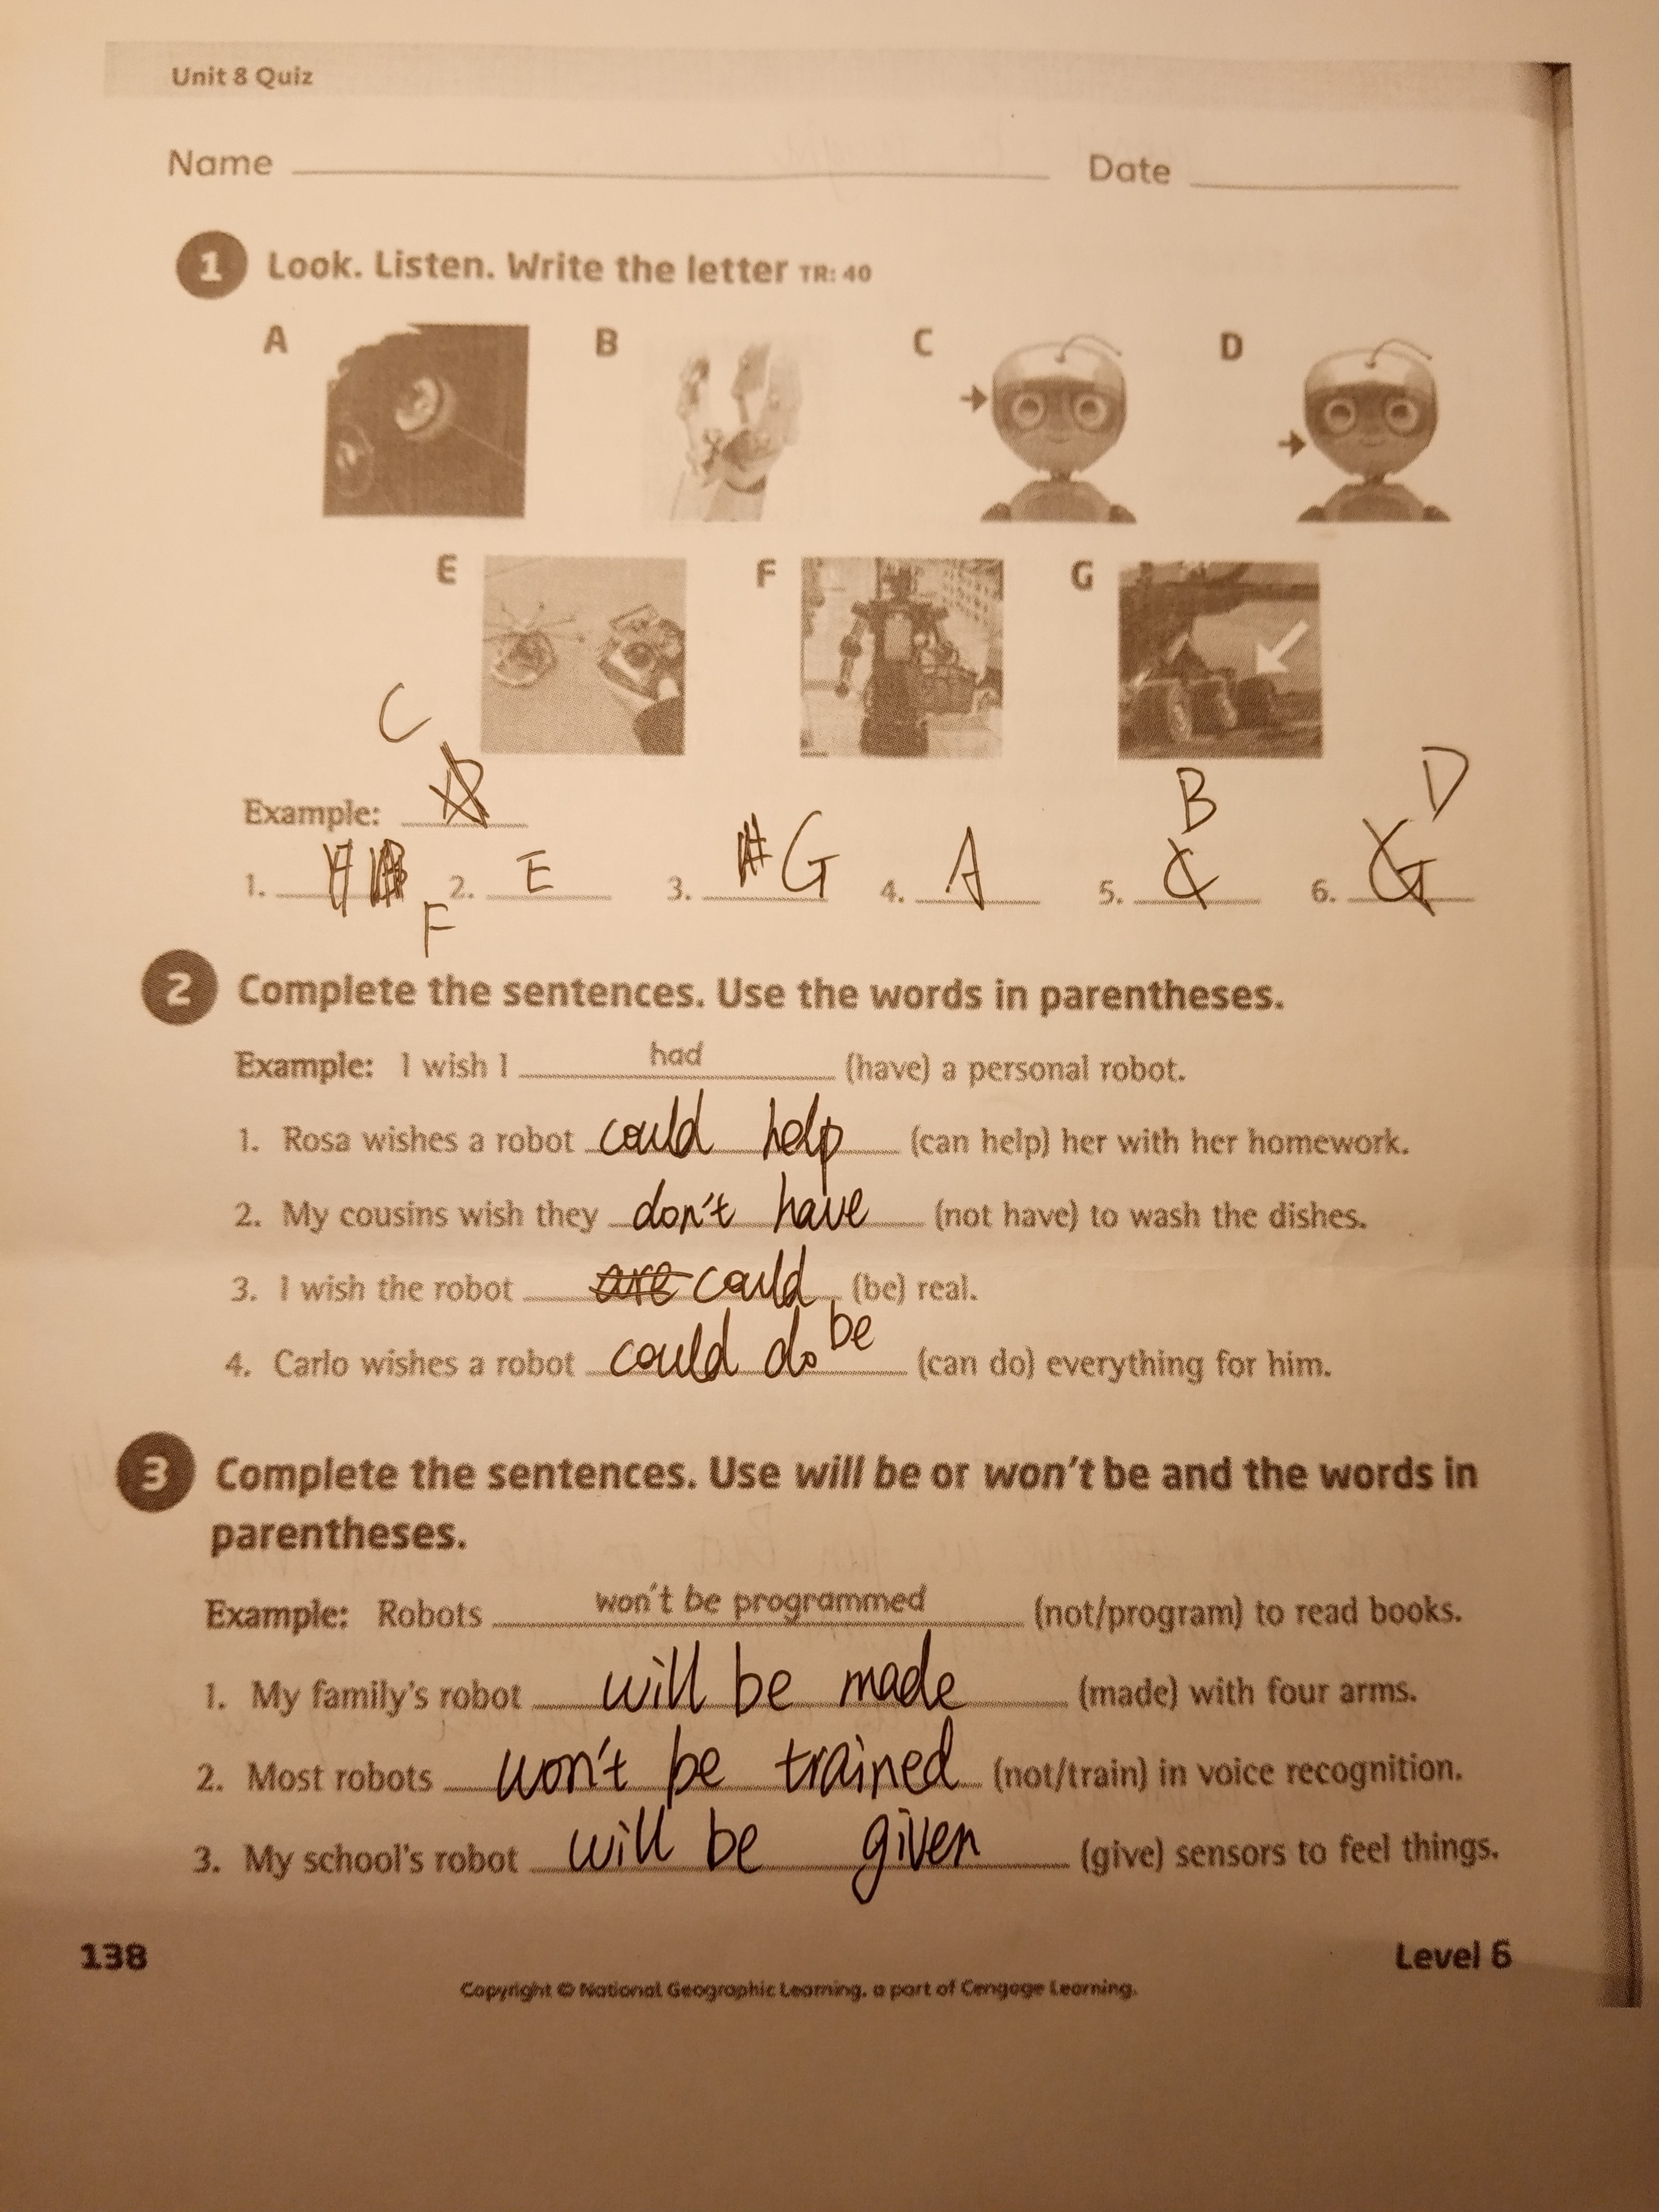 Unit 8 Quiz
Name Date
1 Look. Listen. Write the letter TR: 40
A B C D
E F G
C
Example:
B D
1. 2. E 3. G 4. A 5. C 6. G
F
2 Complete the sentences. Use the words in parentheses.
Example: I wish I had (have) a personal robot.
1. Rosa wishes a robot could help (can help) her with her homework.
2. My cousins wish they don't have (not have) to wash the dishes.
3. I wish the robot are could (be) real.
be
4. Carlo wishes a robot could do (can do) everything for him.
3 Complete the sentences. Use will be or won't be and the words in
parentheses.
Example: Robots won't be programmed (not/program) to read books.
1. My family's robot will be made (made) with four arms.
2. Most robots won't be trained (not/train) in voice recognition.
3. My school's robot will be given (give) sensors to feel things.
138 Level 6
Copyright © National Geographic Learning, a part of Cengage Learning.